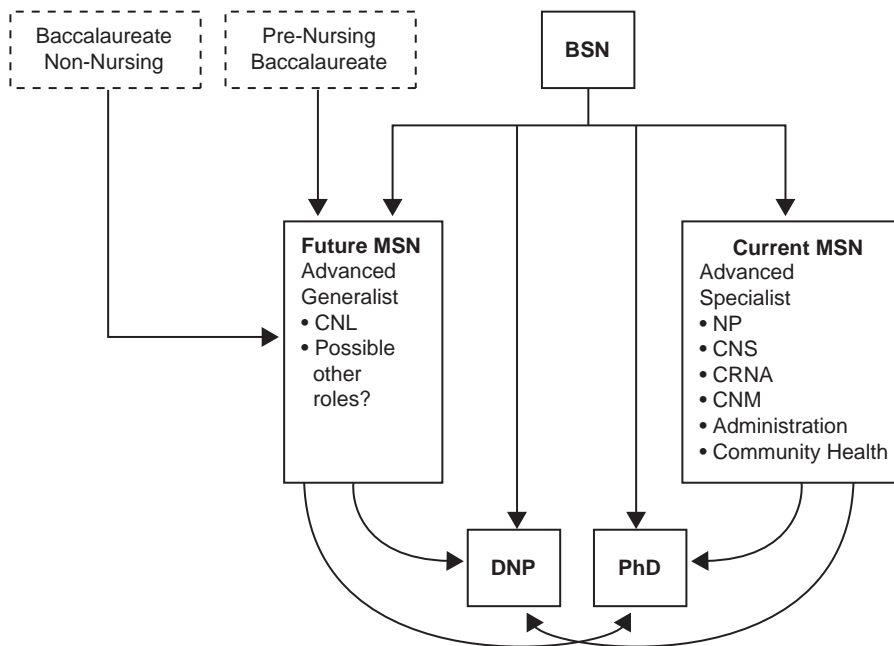 Baccalaureate
Non-Nursing
Pre-Nursing
Baccalaureate
BSN
Future MSN
Advanced
Generalist
• CNL
• Possible
other
roles?
Current MSN
Advanced
Specialist
• NP
• CNS
• CRNA
• CNM
• Administration
• Community Health
DNP
PhD